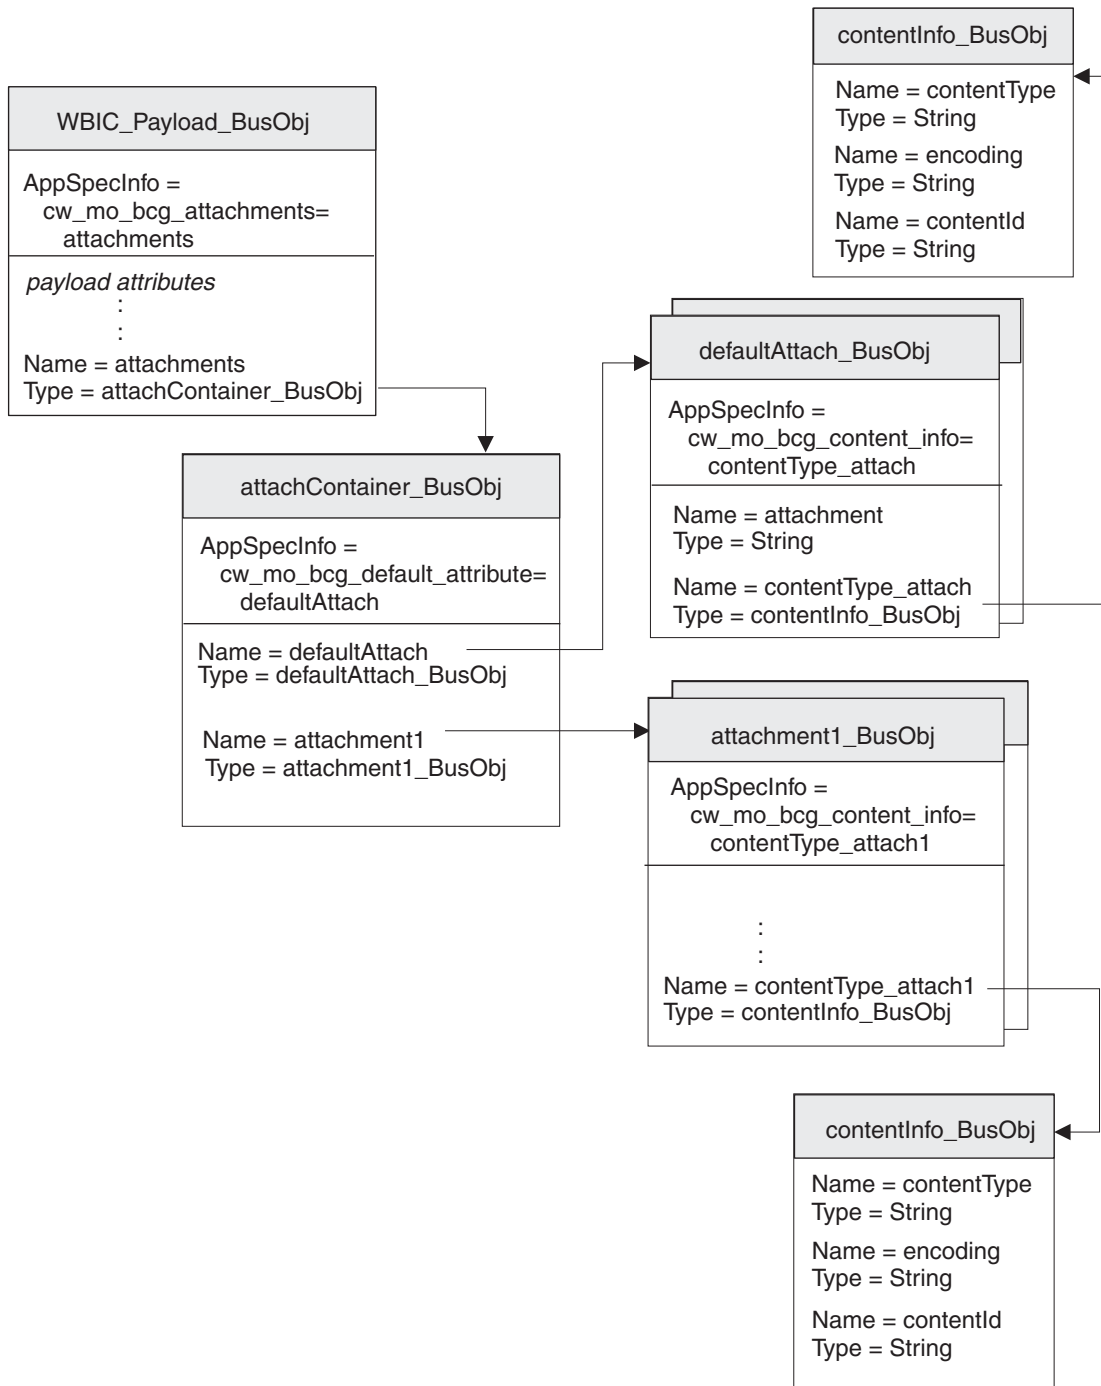 contentInfo_BusObj
Name = contentType
Type = String
Name = encoding
Type = String
Name = contentId
Type = String
WBIC_Payload_BusObj
AppSpecInfo =
cw_mo_bcg_attachments=
attachments
payload attributes
:
:
Name = attachments
Type = attachContainer_BusObj
defaultAttach_BusObj
AppSpecInfo =
cw_mo_bcg_content_info=
contentType_attach
Name = attachment
Type = String
Name = contentType_attach
Type = contentInfo_BusObj
attachContainer_BusObj
AppSpecInfo =
cw_mo_bcg_default_attribute=
defaultAttach
Name = defaultAttach
Type = defaultAttach_BusObj
Name = attachment1
Type = attachment1_BusObj
attachment1_BusObj
AppSpecInfo =
cw_mo_bcg_content_info=
contentType_attach1
:
:
Name = contentType_attach1
Type = contentInfo_BusObj
contentInfo_BusObj
Name = contentType
Type = String
Name = encoding
Type = String
Name = contentId
Type = String